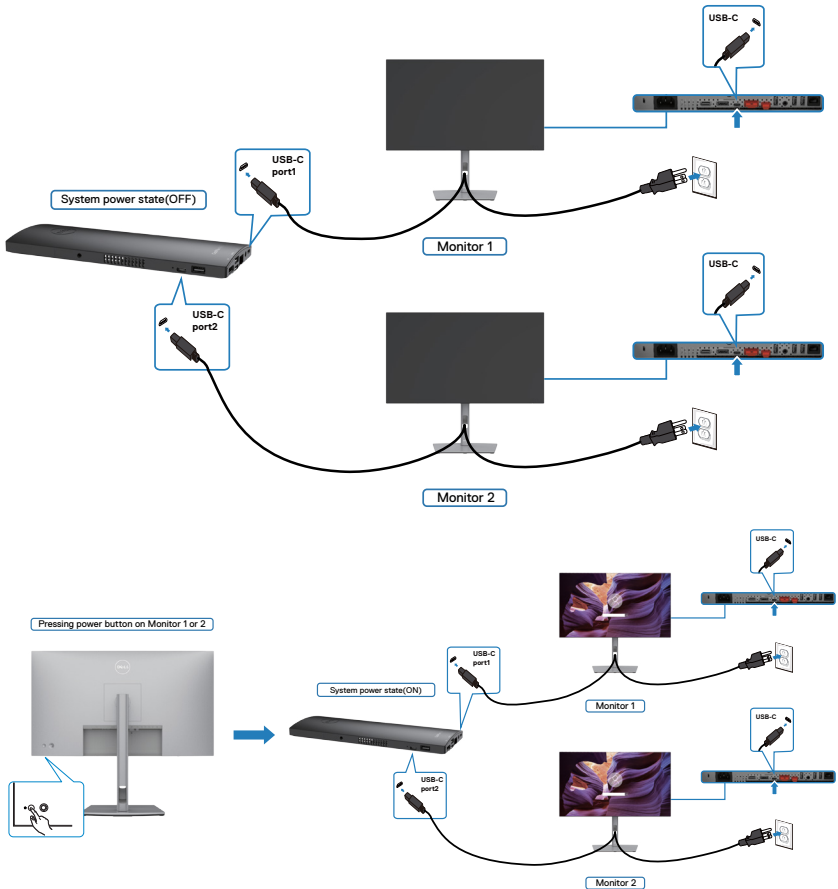 USB-C
USB-C
port1
System power state(OFF)
Monitor 1
USB-C
USB-C
port2
Monitor 2
USB-C
Pressing power button on Monitor 1 or 2
DELL
USB-C
port1
System power state(ON)
Monitor 1
USB-C
USB-C
port2
Monitor 2